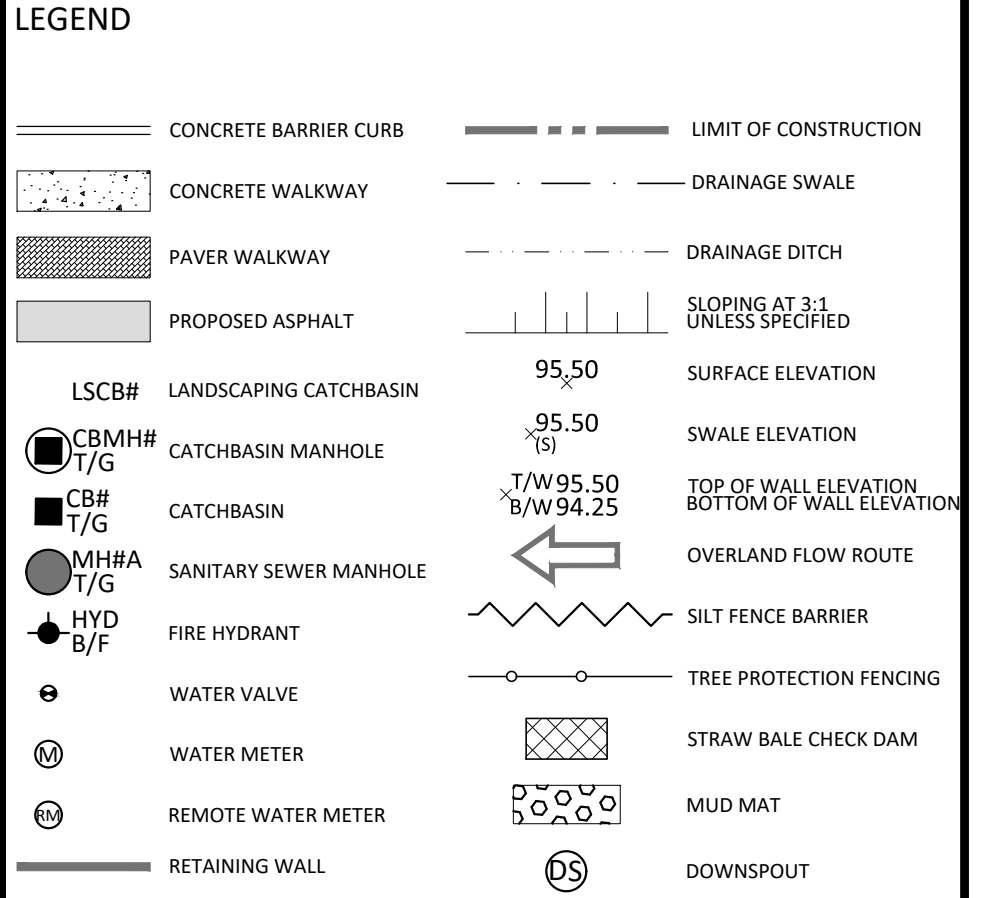 LEGEND
CONCRETE BARRIER CURB
CONCRETE WALKWAY
PAVER WALKWAY
PROPOSED ASPHALT
LSCB# LANDSCAPING CATCHBASIN
CBMH#
T/G
CATCHBASIN MANHOLE
CB#
T/G
CATCHBASIN
MH#A
T/G
SANITARY SEWER MANHOLE
HYD
B/F
FIRE HYDRANT
WATER VALVE
M WATER METER
RM REMOTE WATER METER
RETAINING WALL
LIMIT OF CONSTRUCTION
DRAINAGE SWALE
DRAINAGE DITCH
SLOPING AT 3:1
UNLESS SPECIFIED
95.50 SURFACE ELEVATION
95.50
(S)
SWALE ELEVATION
T/W 95.50
B/W 94.25
TOP OF WALL ELEVATION
BOTTOM OF WALL ELEVATION
OVERLAND FLOW ROUTE
SILT FENCE BARRIER
TREE PROTECTION FENCING
STRAW BALE CHECK DAM
MUD MAT
DS DOWNSPOUT